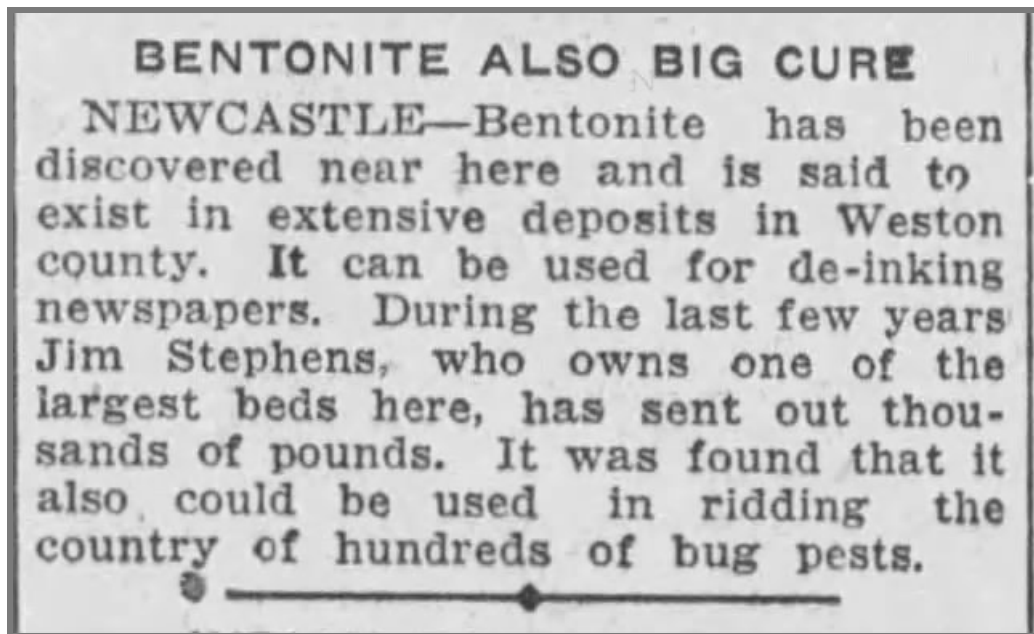 BENTONITE ALSO BIG CURE
NEWCASTLE—Bentonite has been
discovered near here and is said to
exist in extensive deposits in Weston
county. It can be used for de-inking
newspapers. During the last few years
Jim Stephens, who owns one of the
largest beds here, has sent out thou-
sands of pounds. It was found that it
also could be used in ridding the
country of hundreds of bug pests.